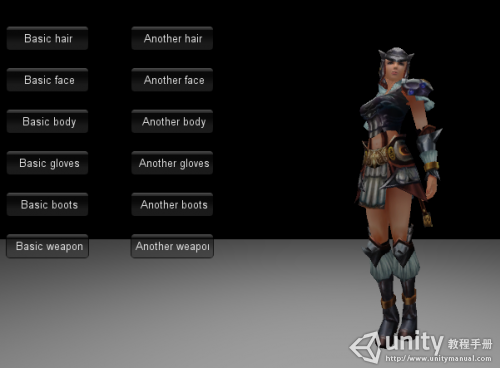 Basic hair
Another hair
Basic face
Another face
Basic body
Another body
Basic gloves
Another gloves
Basic boots
Another boots
Basic weapon
Another weapon
unity 教程手册
http://www.unitymanual.com